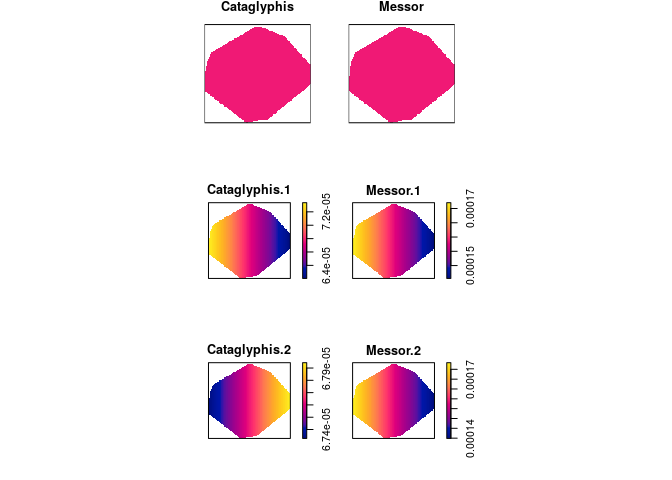 Cataglyphis Messor
Cataglyphis.1 Messor.1
6.4e-05 7.2e-05 0.00015 0.00017
Cataglyphis.2 Messor.2
6.74e-05 6.79e-05 0.00014 0.00017